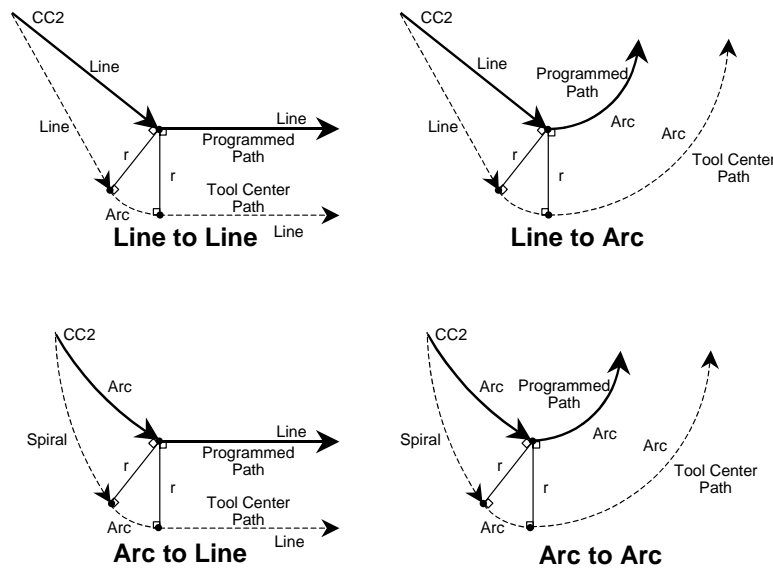 CC2
Line
Line
Line
Programmed
Path
r
r
Tool Center
Path
Arc
Line
Line to Line
CC2
Line
Programmed
Path
Arc
Line
Arc
r
r
Tool Center
Path
Arc
Line to Arc
CC2
Arc
Line
Spiral
Programmed
Path
r
r
Tool Center
Path
Arc
Line
Arc to Line
CC2
Arc
Programmed
Path
Arc
Spiral
Arc
r
r
Tool Center
Path
Arc
Arc to Arc